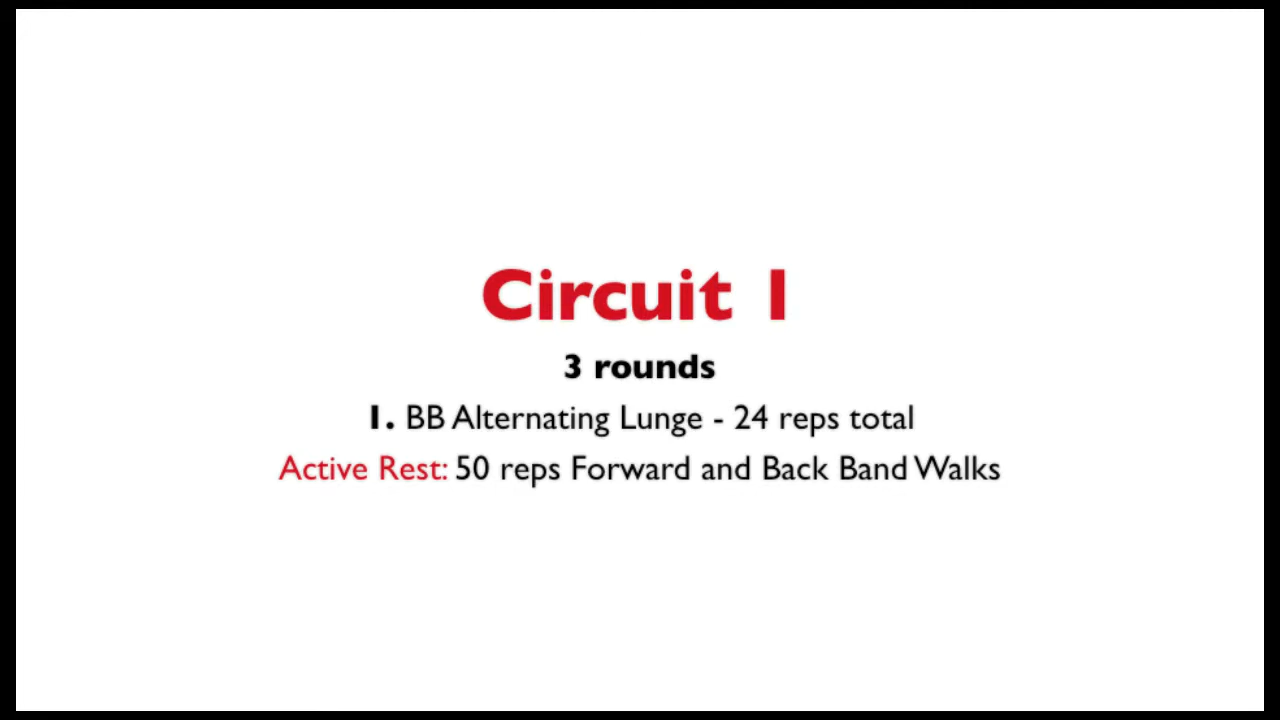 Circuit 1
3 rounds
1. BB Alternating Lunge - 24 reps total
Active Rest: 50 reps Forward and Back Band Walks